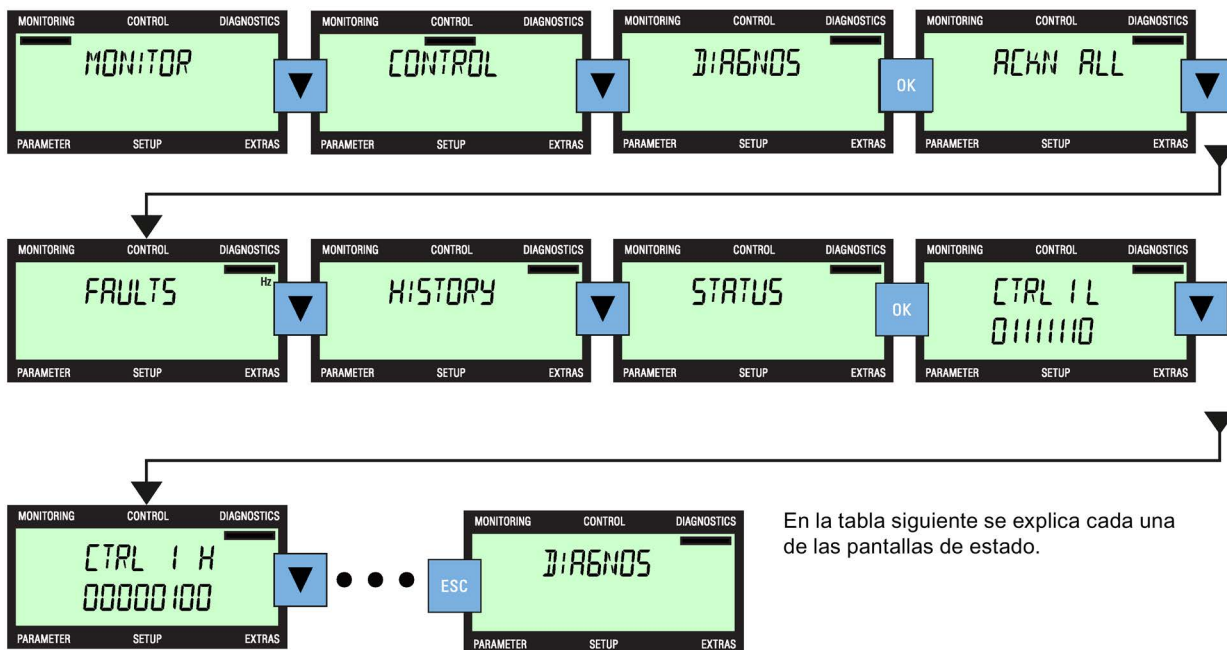 MONITORING CONTROL DIAGNOSTICS
MONITOR
PARAMETER SETUP EXTRAS
MONITORING CONTROL DIAGNOSTICS
CONTROL
PARAMETER SETUP EXTRAS
MONITORING CONTROL DIAGNOSTICS
DIAGNOS
PARAMETER SETUP EXTRAS
OK
MONITORING CONTROL DIAGNOSTICS
ACKN ALL
PARAMETER SETUP EXTRAS
MONITORING CONTROL DIAGNOSTICS
FAULTS
Hz
PARAMETER SETUP EXTRAS
MONITORING CONTROL DIAGNOSTICS
HISTORY
PARAMETER SETUP EXTRAS
MONITORING CONTROL DIAGNOSTICS
STATUS
PARAMETER SETUP EXTRAS
OK
MONITORING CONTROL DIAGNOSTICS
CTRL 1 L
01111110
PARAMETER SETUP EXTRAS
MONITORING CONTROL DIAGNOSTICS
CTRL 1 H
00000100
PARAMETER SETUP EXTRAS
ESC
MONITORING CONTROL DIAGNOSTICS
DIAGNOS
PARAMETER SETUP EXTRAS
En la tabla siguiente se explica cada una
de las pantallas de estado.